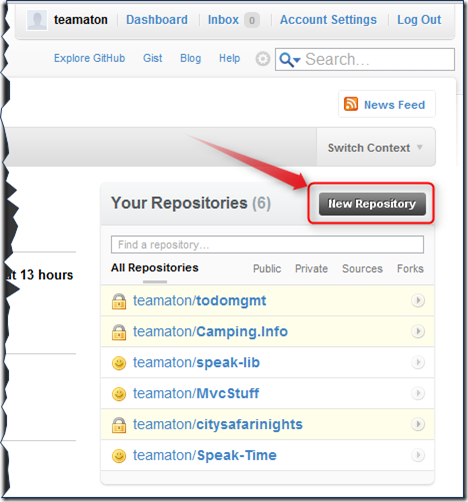 teamaton Dashboard Inbox 0 Account Settings Log Out
Explore GitHub Gist Blog Help Search...
News Feed
Switch Context
Your Repositories (6) New Repository
Find a repository...
All Repositories Public Private Sources Forks
13 hours
teamaton/todomgmt
teamaton/Camping.Info
teamaton/speak-lib
teamaton/MvcStuff
teamaton/citysafarinights
teamaton/Speak-Time